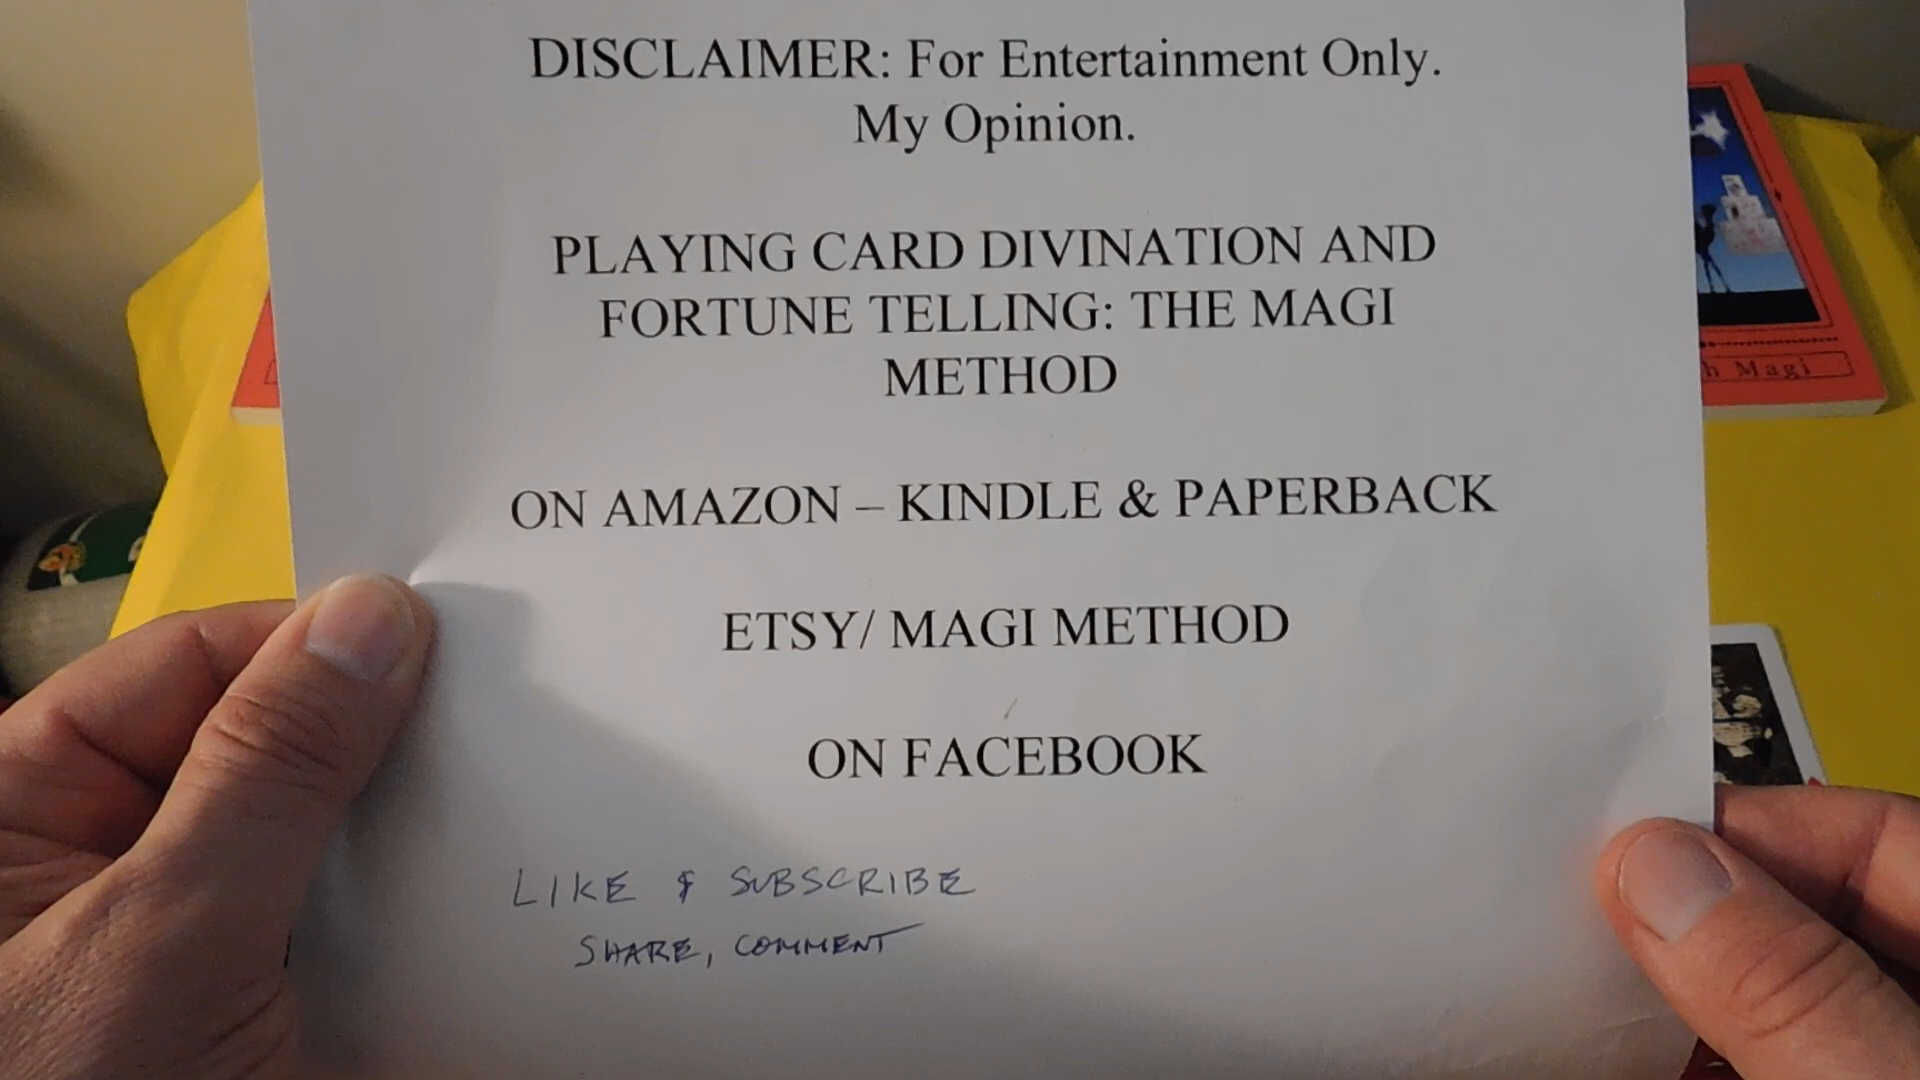 DISCLAIMER: For Entertainment Only.
My Opinion.
PLAYING CARD DIVINATION AND
FORTUNE TELLING: THE MAGI
METHOD
ON AMAZON – KINDLE & PAPERBACK
ETSY/ MAGI METHOD
ON FACEBOOK
LIKE & SUBSCRIBE
SHARE, COMMENT
h Magi